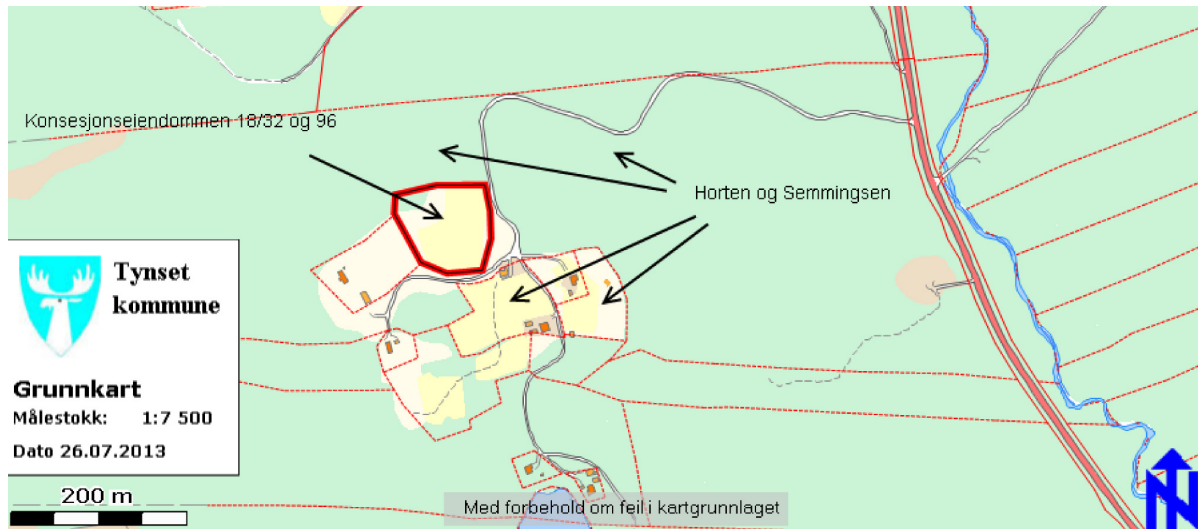 Konsesjonseiendommen 18/32 og 96
Horten og Semmingsen
Tynset
kommune
Grunnkart
Målestokk: 1:7 500
Dato 26.07.2013
200 m
Med forbehold om feil i kartgrunnlaget
N